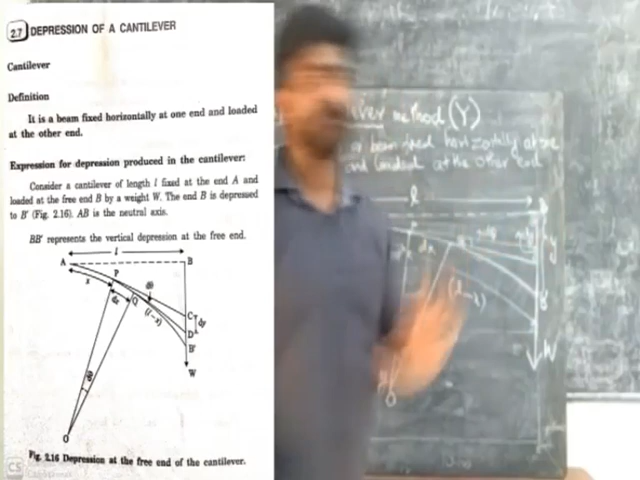 2.7 DEPRESSION OF A CANTILEVER
Cantilever
Definition
It is a beam fixed horizontally at one end and loaded
at the other end.
Expression for depression produced in the cantilever:
Consider a cantilever of length l fixed at the end A and
loaded at the free end B by a weight W. The end B is depressed
to B' (Fig. 2.16). AB is the neutral axis.
BB' represents the vertical depression at the free end.
l
A
B
P
x
dx
Q
dθ
(l-x)
C
dy
D
B'
W
dθ
O
Fig. 2.16 Depression at the free end of the cantilever.
CS
method (Y)
horizontally at one
and loaded at the other end
l
dx
y
(l-x)
W